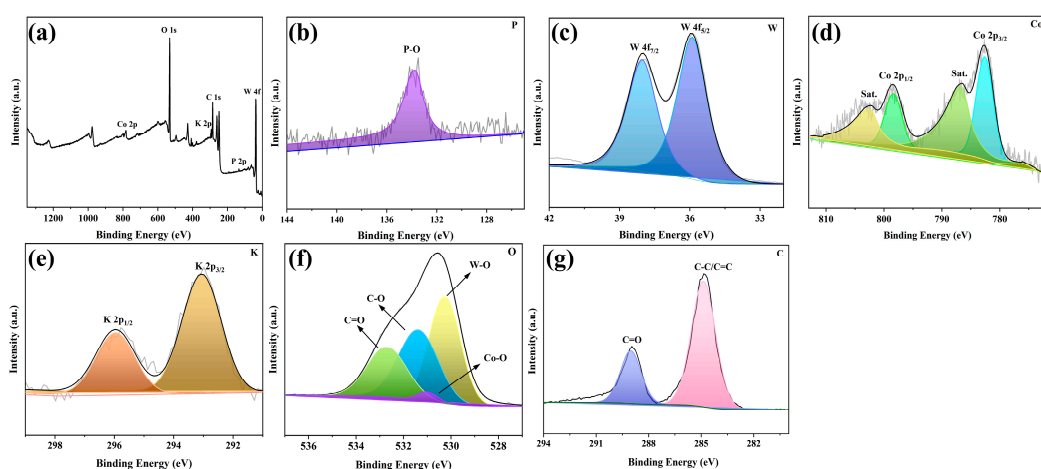 (a)
O 1s
C 1s
W 4f
K 2p
Co 2p
P 2p
Intensity (a.u.)
1200 1000 800 600 400 200 0
Binding Energy (eV)
(b)
P
P-O
Intensity (a.u.)
144 140 136 132 128
Binding Energy (eV)
(c)
W
W 4f7/2
W 4f5/2
Intensity (a.u.)
42 39 36 33
Binding Energy (eV)
(d)
Co
Co 2p3/2
Sat.
Co 2p1/2
Sat.
Intensity (a.u.)
810 800 790 780
Binding Energy (eV)
(e)
K
K 2p3/2
K 2p1/2
Intensity (a.u.)
298 296 294 292
Binding Energy (eV)
(f)
O
W-O
C-O
C=O
Co-O
Intensity (a.u.)
536 534 532 530 528
Binding Energy (eV)
(g)
C
C-C/C=C
C=O
Intensity (a.u.)
294 291 288 285 282
Binding Energy (eV)